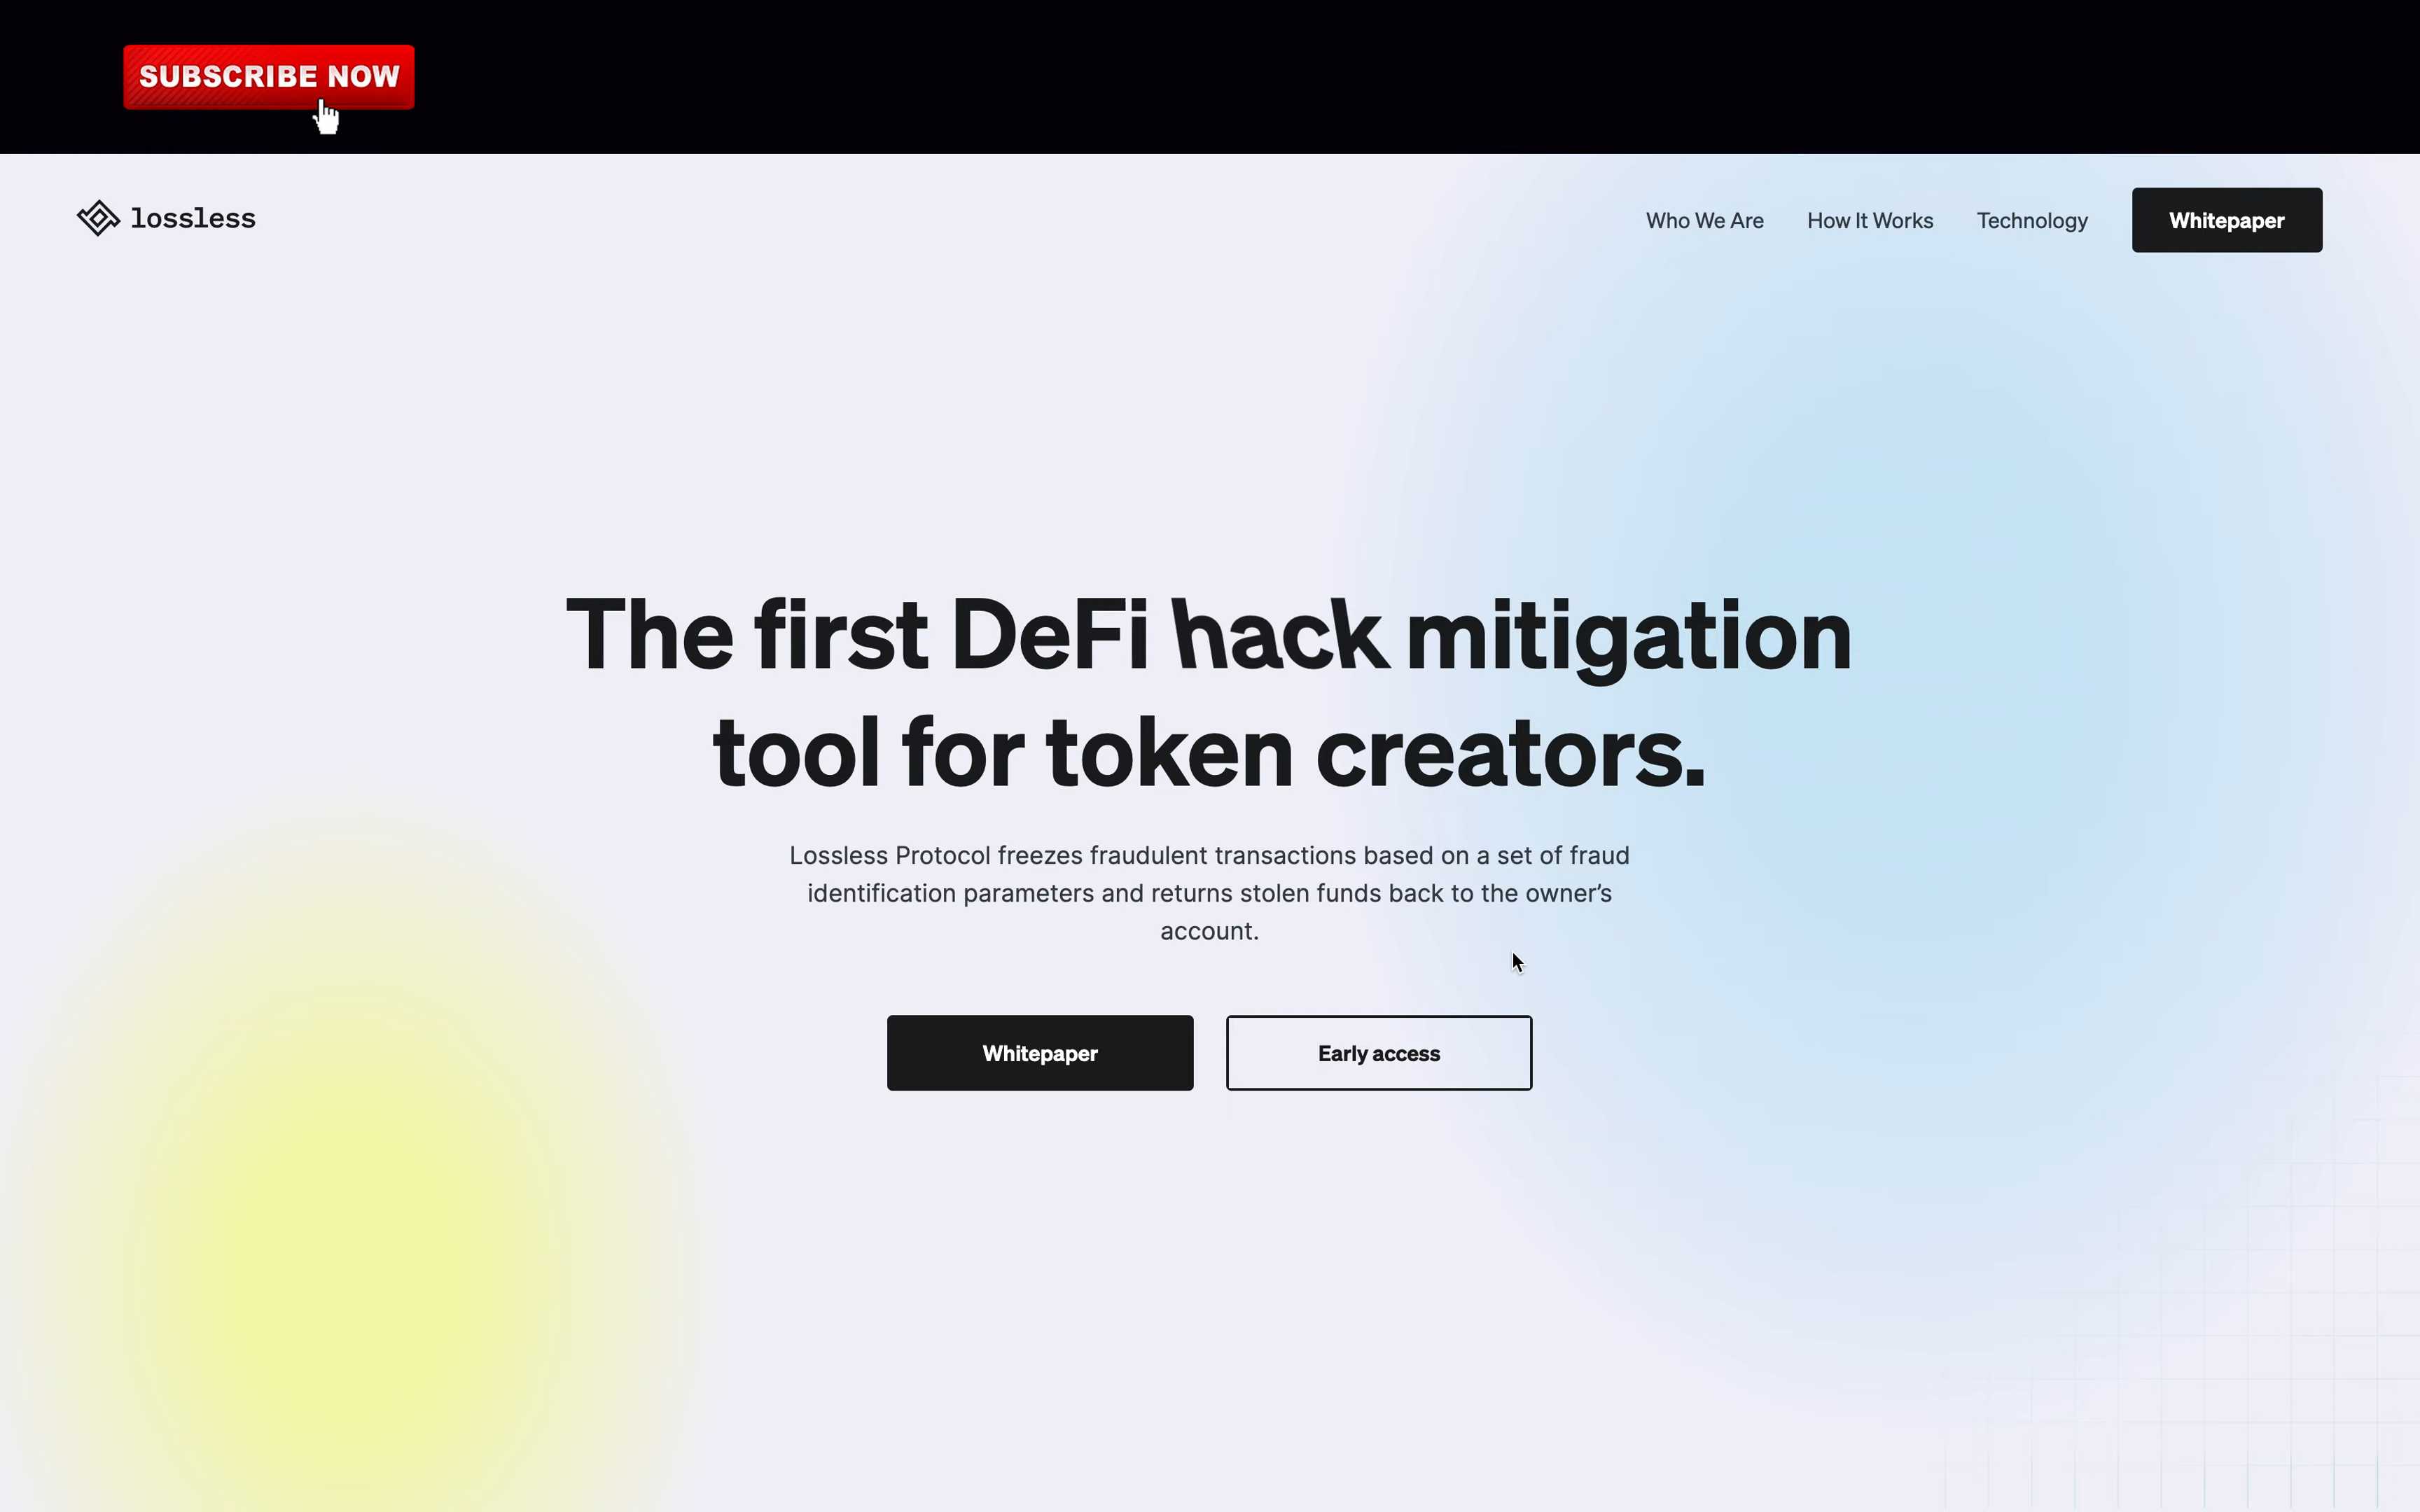 SUBSCRIBE NOW
lossless
Who We Are
How It Works
Technology
Whitepaper
The first DeFi hack mitigation
tool for token creators.
Lossless Protocol freezes fraudulent transactions based on a set of fraud
identification parameters and returns stolen funds back to the owner’s
account.
Whitepaper
Early access